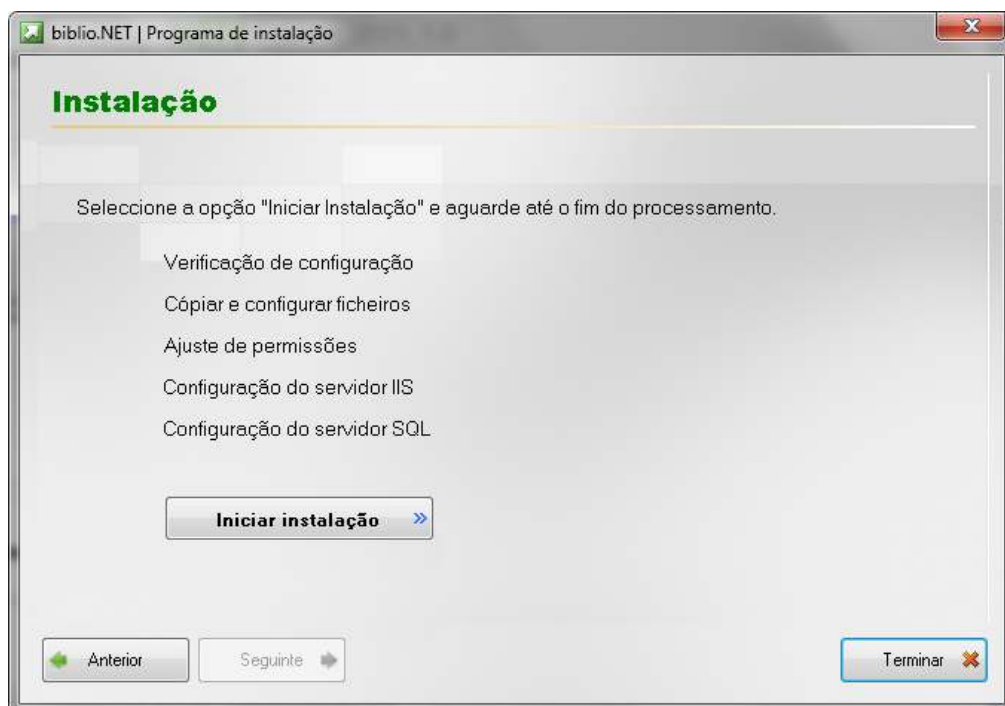 biblio.NET | Programa de instalação
Instalação
Seleccione a opção "Iniciar Instalação" e aguarde até o fim do processamento.
Verificação de configuração
Cópiar e configurar ficheiros
Ajuste de permissões
Configuração do servidor IIS
Configuração do servidor SQL
Iniciar instalação »
Anterior
Seguinte
Terminar